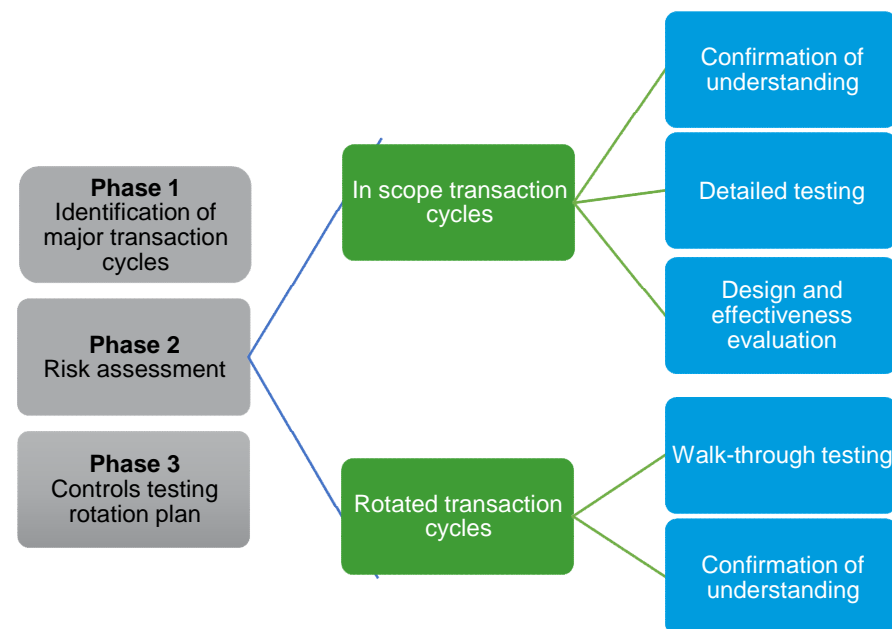 Phase 1
Identification of
major transaction
cycles
Phase 2
Risk assessment
Phase 3
Controls testing
rotation plan
In scope transaction
cycles
Rotated transaction
cycles
Confirmation of
understanding
Detailed testing
Design and
effectiveness
evaluation
Walk-through testing
Confirmation of
understanding